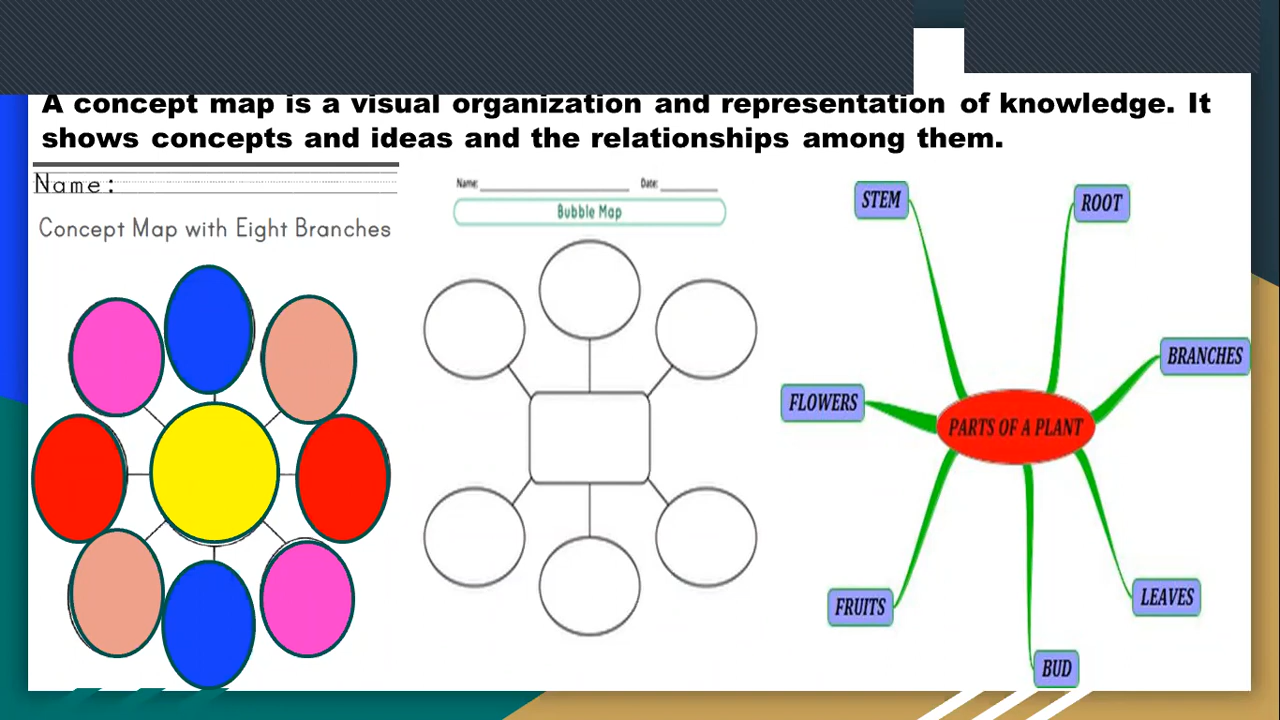 A concept map is a visual organization and representation of knowledge. It
shows concepts and ideas and the relationships among them.
Name:
Concept Map with Eight Branches
Name: Date:
Bubble Map
STEM
ROOT
BRANCHES
FLOWERS
PARTS OF A PLANT
FRUITS
LEAVES
BUD